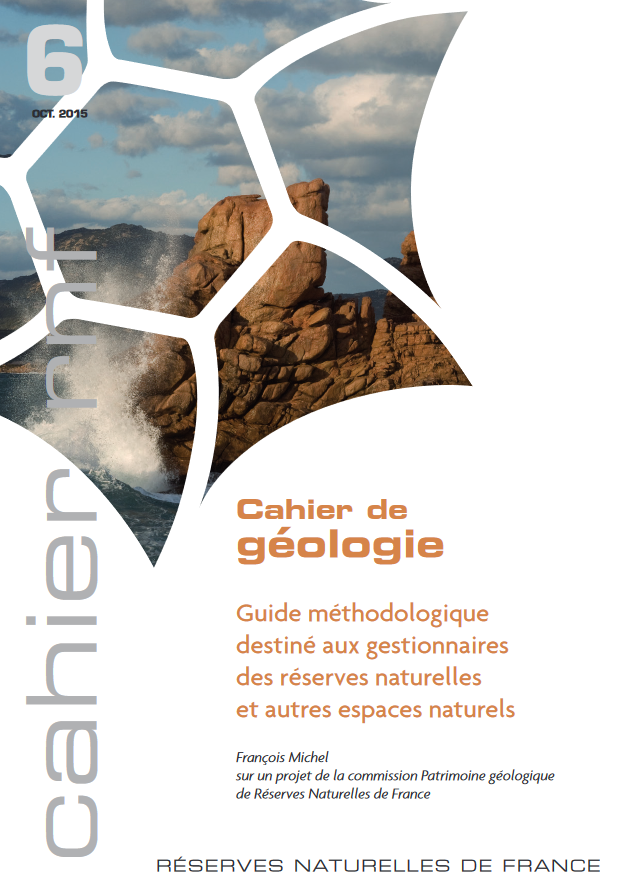 6
OCT. 2015
cahier rnf
Cahier de
géologie
Guide méthodologique
destiné aux gestionnaires
des réserves naturelles
et autres espaces naturels
François Michel
sur un projet de la commission Patrimoine géologique
de Réserves Naturelles de France
RÉSERVES NATURELLES DE FRANCE